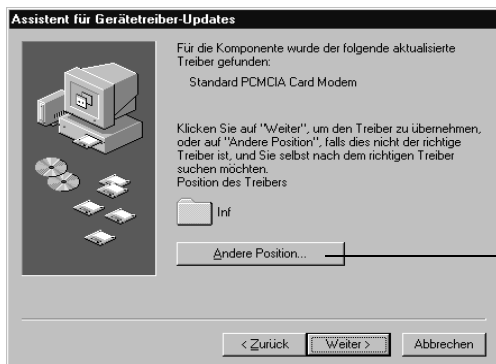 Assistent für Gerätetreiber-Updates
Für die Komponente wurde der folgende aktualisierte
Treiber gefunden:
Standard PCMCIA Card Modem
Klicken Sie auf "Weiter", um den Treiber zu übernehmen,
oder auf "Andere Position", falls dies nicht der richtige
Treiber ist, und Sie selbst nach dem richtigen Treiber
suchen möchten.
Position des Treibers
Inf
Andere Position...
< Zurück
Weiter >
Abbrechen